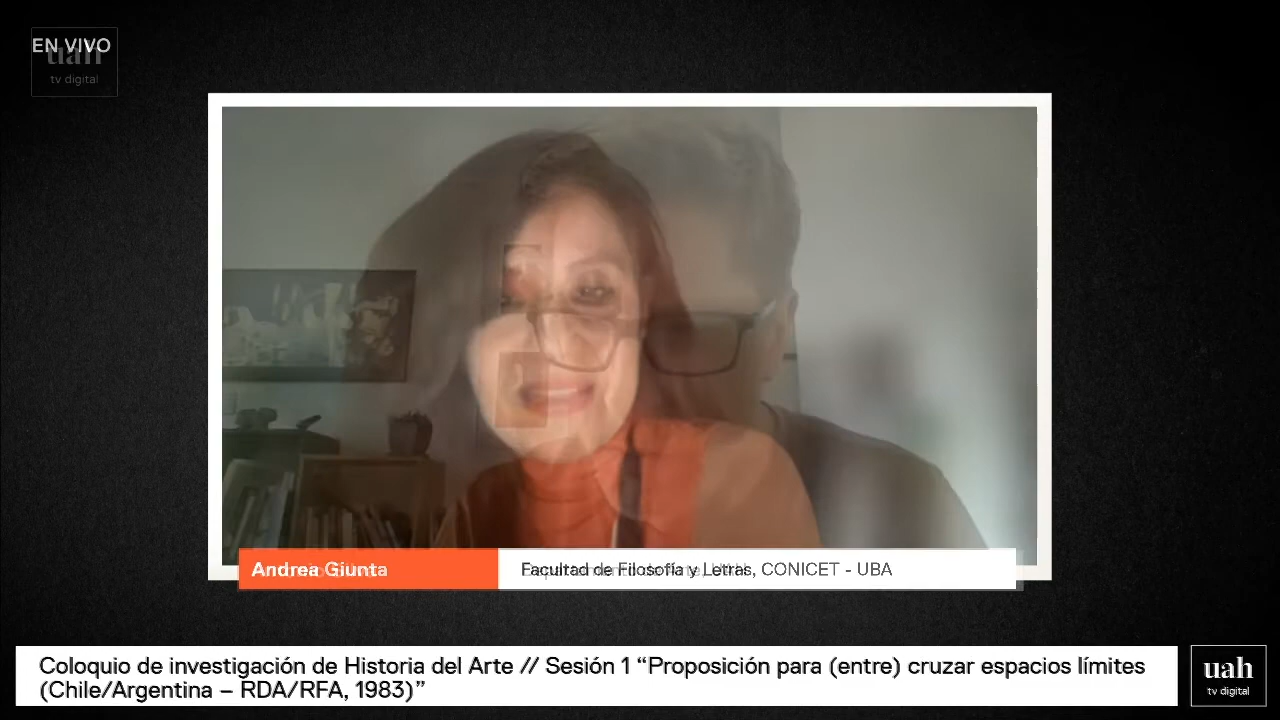 EN VIVO
uah
tv digital
Andrea Giunta
Facultad de Filosofía y Letras, CONICET - UBA
Coloquio de investigación de Historia del Arte // Sesión 1 “Proposición para (entre) cruzar espacios límites
(Chile/Argentina – RDA/RFA, 1983)”
uah
tv digital